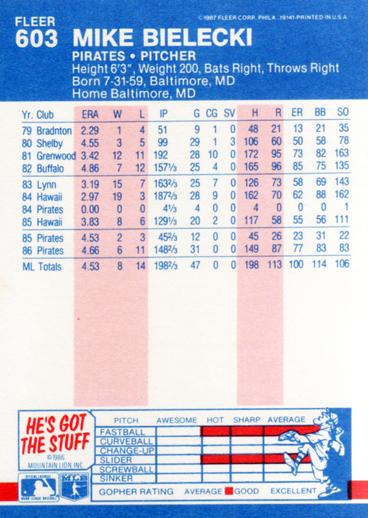 FLEER
603 MIKE BIELECKI
©1987 FLEER CORP. PHILA. 19141-PRINTED IN U.S.A
PIRATES • PITCHER
Height 6'3", Weight 200, Bats Right, Throws Right
Born 7-31-59, Baltimore, MD
Home Baltimore, MD
Yr. Club ERA W L IP G CG SV H R ER BB SO
79 Bradnton 2.29 1 4 51 9 1 0 48 21 13 21 35
80 Shelby 4.55 3 5 99 29 1 3 106 60 50 58 78
81 Grenwood 3.42 12 11 192 28 10 0 172 95 73 82 163
82 Buffalo 4.86 7 12 157⅓ 25 4 0 165 96 85 75 135
83 Lynn 3.19 15 7 163⅔ 25 7 0 126 73 58 69 143
84 Hawaii 2.97 19 3 187⅔ 28 9 0 162 70 62 88 162
84 Pirates 0.00 0 0 4⅓ 4 0 0 4 0 0 0 1
85 Hawaii 3.83 8 6 129⅓ 20 2 0 117 58 55 56 111
85 Pirates 4.53 2 3 45⅔ 12 0 0 45 26 23 31 22
86 Pirates 4.66 6 11 148⅔ 31 0 0 149 87 77 83 83
ML Totals 4.53 8 14 198⅔ 47 0 0 198 113 100 114 106
HE'S GOT
THE STUFF
©1986
MOUNTAIN LION INC
PITCH AWESOME HOT SHARP AVERAGE
FASTBALL
CURVEBALL
CHANGE-UP
SLIDER
SCREWBALL
SINKER
GOPHER RATING AVERAGE GOOD EXCELLENT